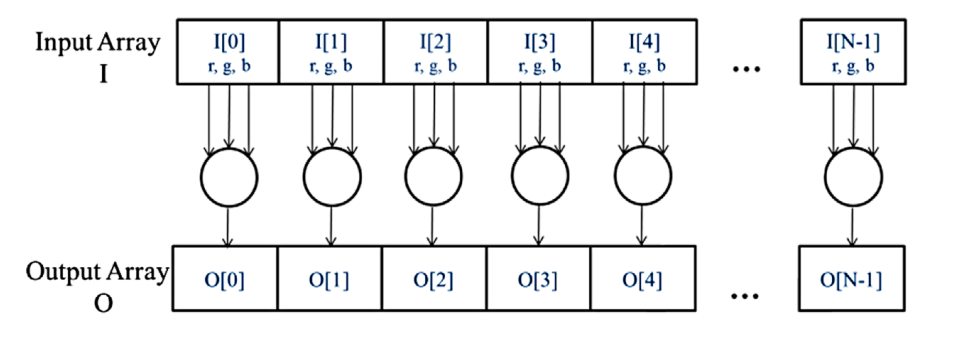 Input Array
I
I[0] I[1] I[2] I[3] I[4] ... I[N-1]
r, g, b r, g, b r, g, b r, g, b r, g, b r, g, b
Output Array
O
O[0] O[1] O[2] O[3] O[4] ... O[N-1]